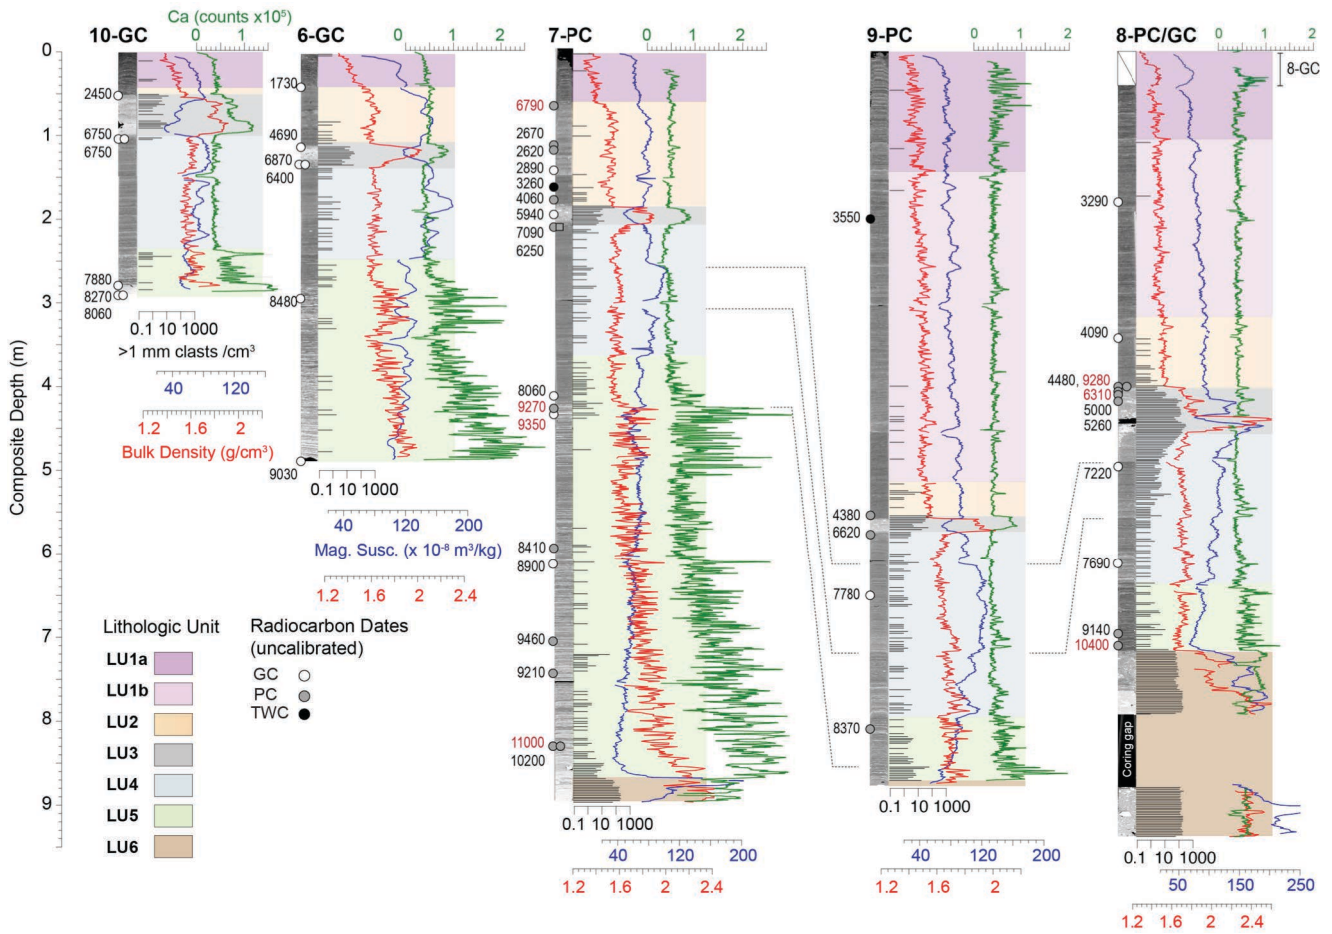 Ca (counts x10⁵)
10-GC
0 1
6-GC
0 1 2
7-PC
0 1 2
9-PC
0 1 2
8-PC/GC
0 1 2
8-GC
Composite Depth (m)
0
1
2
3
4
5
6
7
8
9
2450
6750
6750
7880
8270
8060
0.1 10 1000
>1 mm clasts /cm³
40 120
1.2 1.6 2
Bulk Density (g/cm³)
1730
4690
6870
6400
8480
9030
0.1 10 1000
40 120 200
Mag. Susc. (x 10⁻⁸ m³/kg)
1.2 1.6 2 2.4
6790
2670
2620
2890
3260
4060
5940
7090
6250
8060
9270
9350
8410
8900
9460
9210
11000
10200
0.1 10 1000
40 120 200
1.2 1.6 2 2.4
3550
4380
6620
7780
8370
0.1 10 1000
40 120 200
1.2 1.6 2
3290
4090
4480, 9280
6310
5000
5260
7220
7690
9140
10400
Coring gap
0.1 10 1000
50 150 250
1.2 1.6 2 2.4
Lithologic Unit
LU1a
LU1b
LU2
LU3
LU4
LU5
LU6
Radiocarbon Dates
(uncalibrated)
GC
PC
TWC